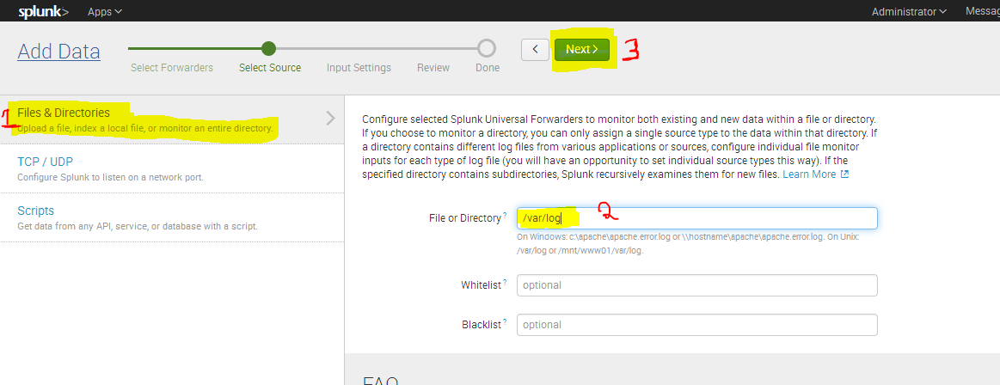 splunk> Apps Administrator Messag
Add Data
Select Forwarders Select Source Input Settings Review Done
< Next > 3
1 Files & Directories
Upload a file, index a local file, or monitor an entire directory.
TCP / UDP
Configure Splunk to listen on a network port.
Scripts
Get data from any API, service, or database with a script.
Configure selected Splunk Universal Forwarders to monitor both existing and new data within a file or directory.
If you choose to monitor a directory, you can only assign a single source type to the data within that directory. If
a directory contains different log files from various applications or sources, configure individual file monitor
inputs for each type of log file (you will have an opportunity to set individual source types this way). If the
specified directory contains subdirectories, Splunk recursively examines them for new files. Learn More
File or Directory ? /var/log 2
On Windows: c:\apache\apache.error.log or \\hostname\apache\apache.error.log. On Unix:
/var/log or /mnt/www01/var/log.
Whitelist ? optional
Blacklist ? optional
FAQ